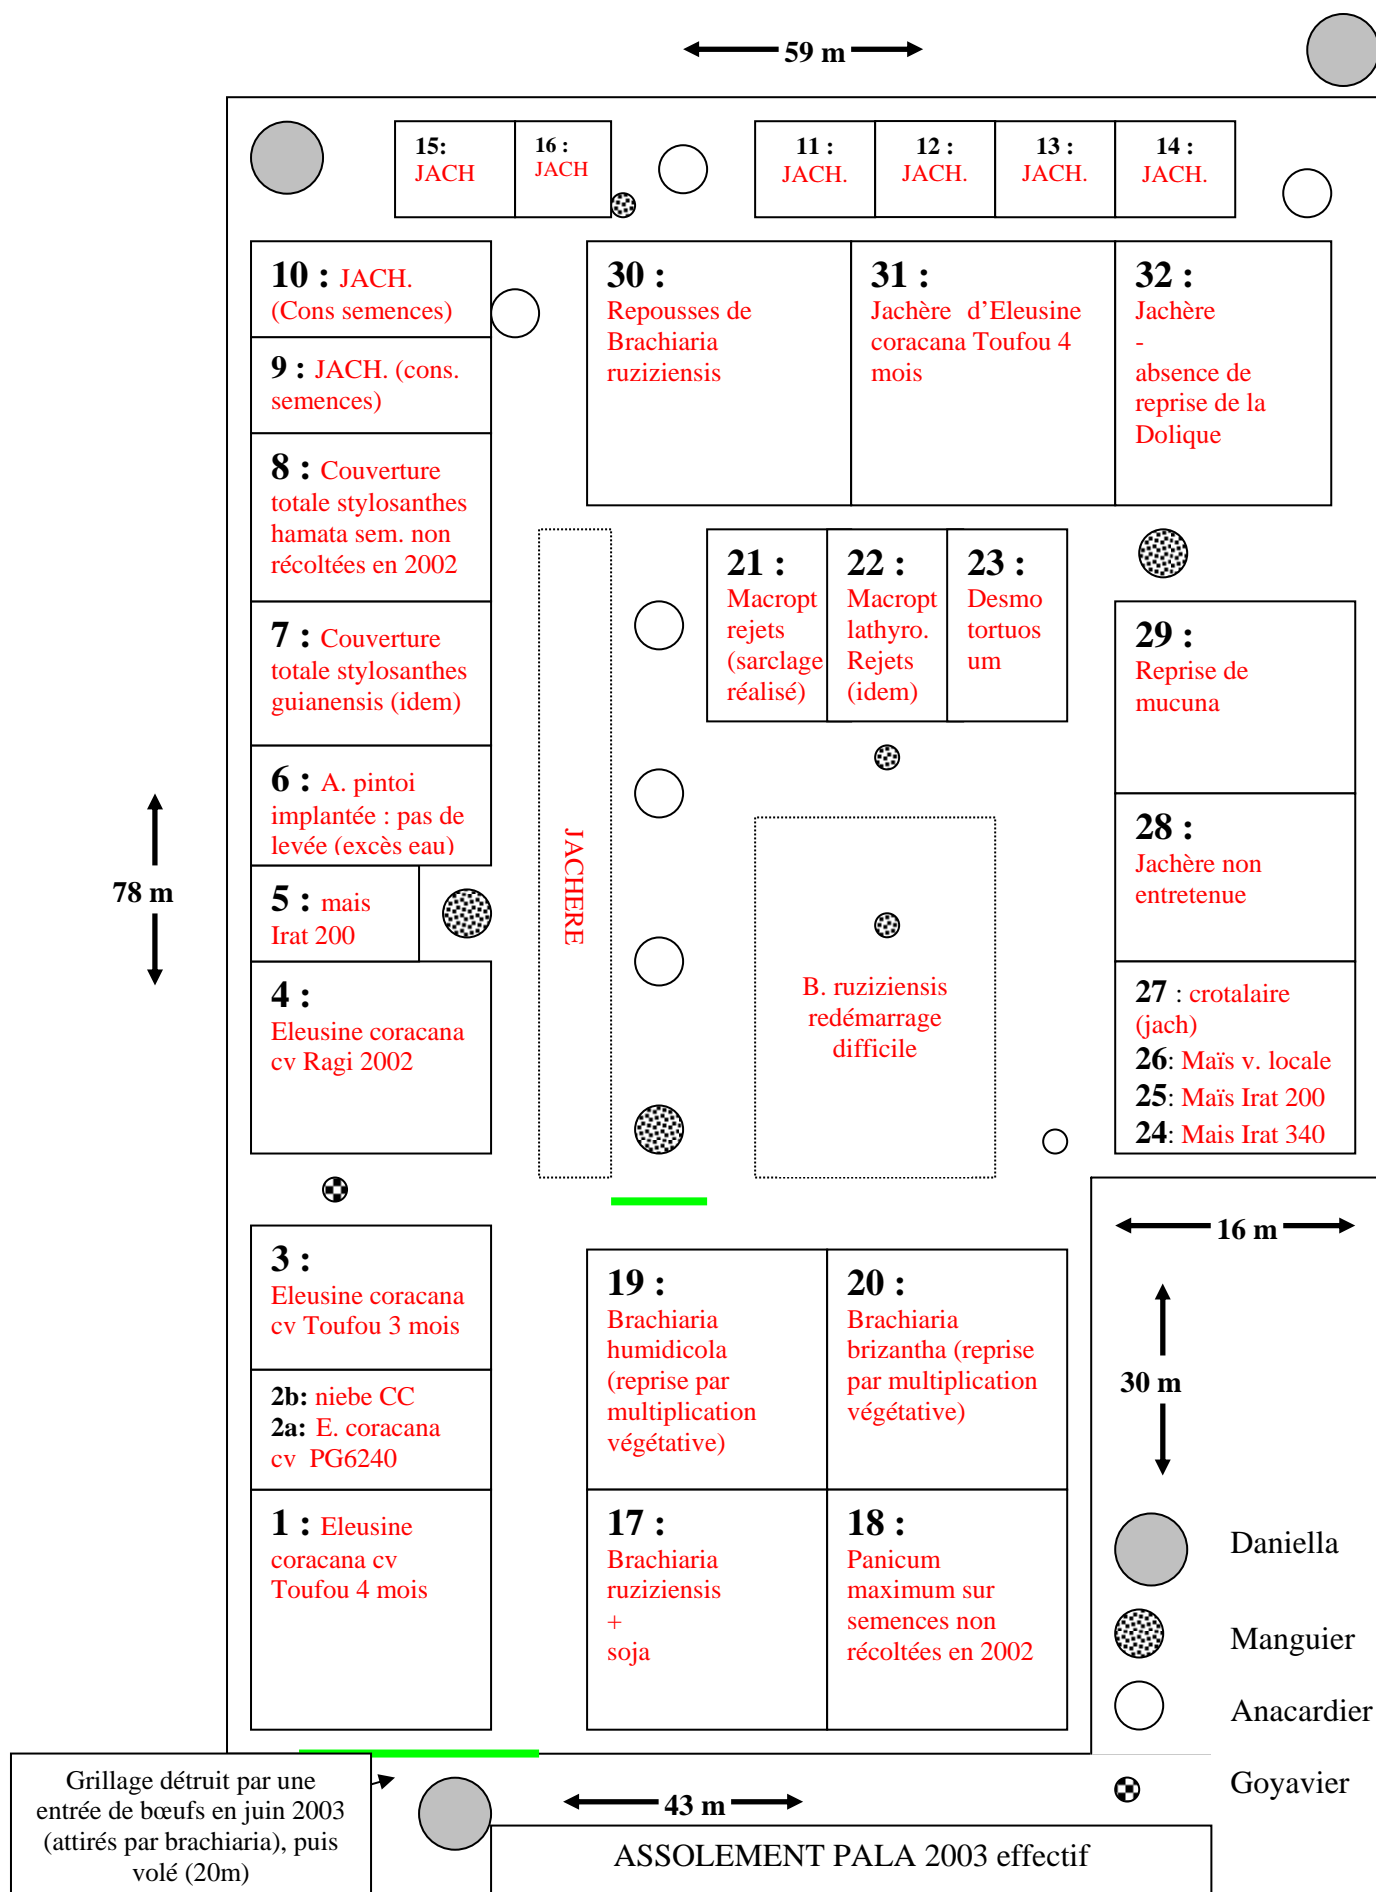 59 m
15:
JACH
16 :
JACH
11 :
JACH.
12 :
JACH.
13 :
JACH.
14 :
JACH.
10 : JACH.
(Cons semences)
9 : JACH. (cons.
semences)
8 : Couverture
totale stylosanthes
hamata sem. non
récoltées en 2002
7 : Couverture
totale stylosanthes
guianensis (idem)
6 : A. pintoi
implantée : pas de
levée (excès eau)
5 : mais
Irat 200
4 :
Eleusine coracana
cv Ragi 2002
78 m
30 :
Repousses de
Brachiaria
ruziziensis
31 :
Jachère d’Eleusine
coracana Toufou 4
mois
32 :
Jachère
-
absence de
reprise de la
Dolique
JACHERE
21 :
Macropt
rejets
(sarclage
réalisé)
22 :
Macropt
lathyro.
Rejets
(idem)
23 :
Desmo
tortuos
um
29 :
Reprise de
mucuna
28 :
Jachère non
entretenue
27 : crotalaire
(jach)
26: Maïs v. locale
25: Maïs Irat 200
24: Mais Irat 340
B. ruziziensis
redémarrage
difficile
3 :
Eleusine coracana
cv Toufou 3 mois
2b: niebe CC
2a: E. coracana
cv PG6240
1 : Eleusine
coracana cv
Toufou 4 mois
19 :
Brachiaria
humidicola
(reprise par
multiplication
végétative)
20 :
Brachiaria
brizantha (reprise
par multiplication
végétative)
17 :
Brachiaria
ruziziensis
+
soja
18 :
Panicum
maximum sur
semences non
récoltées en 2002
16 m
30 m
Daniella
Manguier
Anacardier
Goyavier
Grillage détruit par une
entrée de bœufs en juin 2003
(attirés par brachiaria), puis
volé (20m)
43 m
ASSOLEMENT PALA 2003 effectif